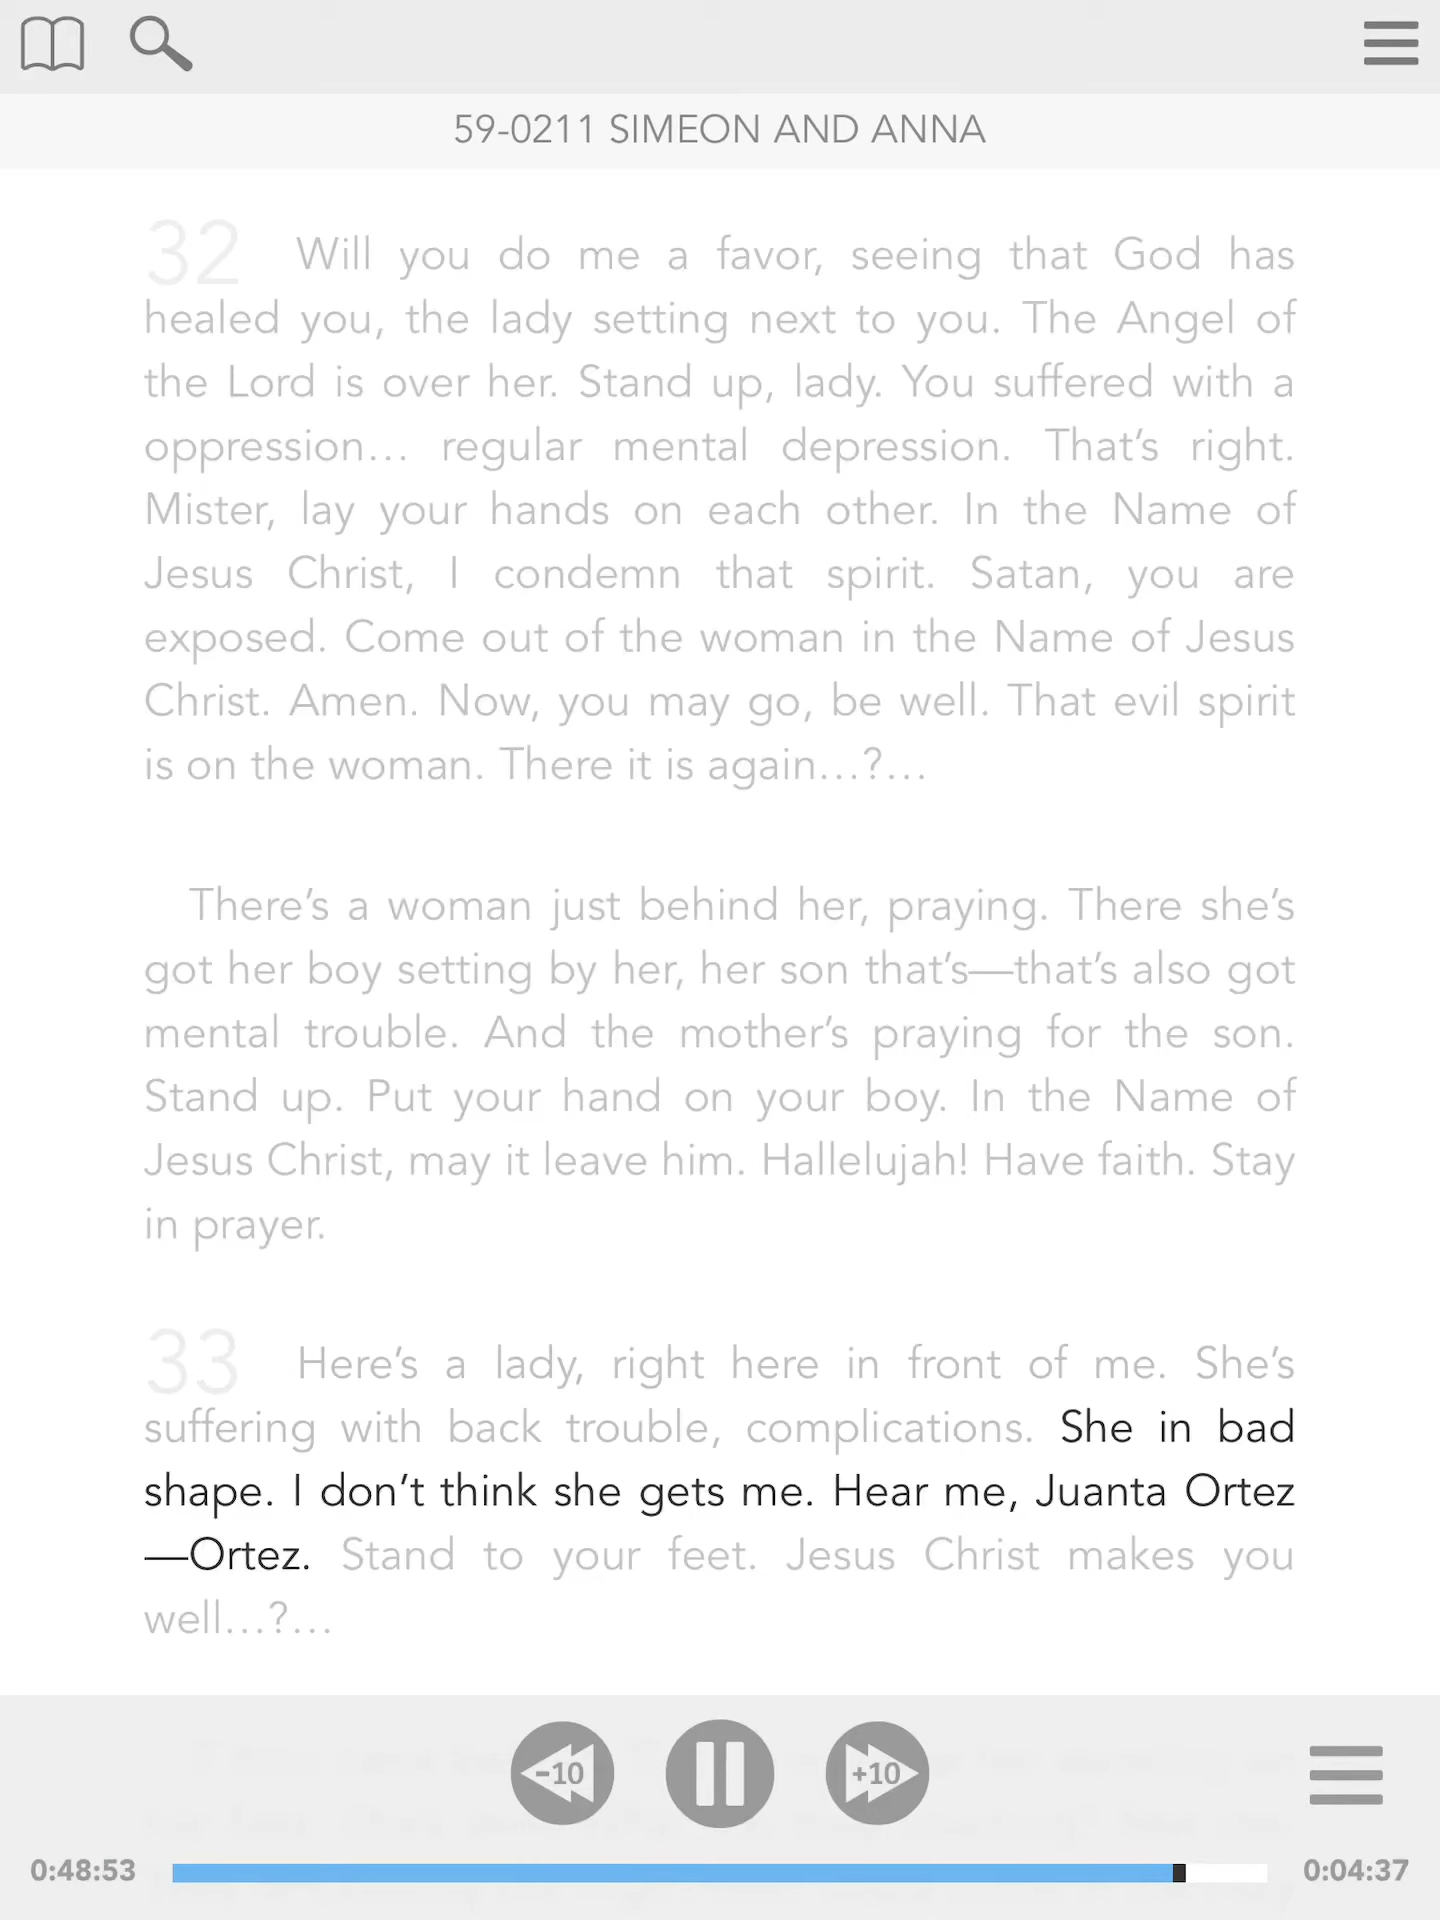 59-0211 SIMEON AND ANNA
32 Will you do me a favor, seeing that God has
healed you, the lady setting next to you. The Angel of
the Lord is over her. Stand up, lady. You suffered with a
oppression… regular mental depression. That’s right.
Mister, lay your hands on each other. In the Name of
Jesus Christ, I condemn that spirit. Satan, you are
exposed. Come out of the woman in the Name of Jesus
Christ. Amen. Now, you may go, be well. That evil spirit
is on the woman. There it is again…?…
There’s a woman just behind her, praying. There she’s
got her boy setting by her, her son that’s—that’s also got
mental trouble. And the mother’s praying for the son.
Stand up. Put your hand on your boy. In the Name of
Jesus Christ, may it leave him. Hallelujah! Have faith. Stay
in prayer.
33 Here’s a lady, right here in front of me. She’s
suffering with back trouble, complications. She in bad
shape. I don’t think she gets me. Hear me, Juanta Ortez
—Ortez. Stand to your feet. Jesus Christ makes you
well…?…
-10 +10
0:48:53 0:04:37